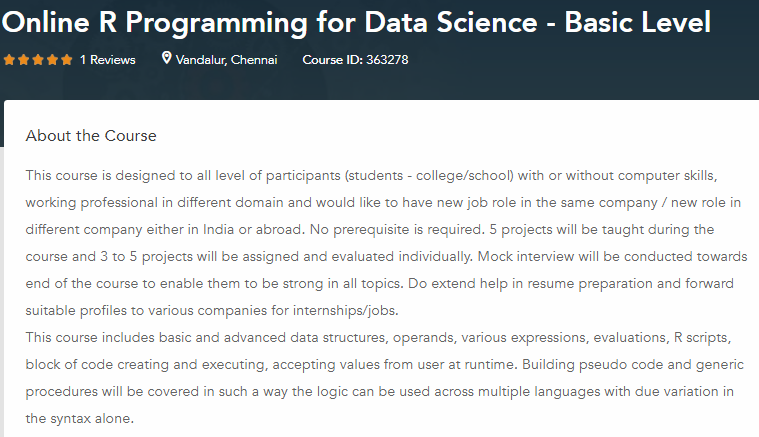 Online R Programming for Data Science - Basic Level
1 Reviews Vandalur, Chennai Course ID: 363278
About the Course
This course is designed to all level of participants (students - college/school) with or without computer skills,
working professional in different domain and would like to have new job role in the same company / new role in
different company either in India or abroad. No prerequisite is required. 5 projects will be taught during the
course and 3 to 5 projects will be assigned and evaluated individually. Mock interview will be conducted towards
end of the course to enable them to be strong in all topics. Do extend help in resume preparation and forward
suitable profiles to various companies for internships/jobs.
This course includes basic and advanced data structures, operands, various expressions, evaluations, R scripts,
block of code creating and executing, accepting values from user at runtime. Building pseudo code and generic
procedures will be covered in such a way the logic can be used across multiple languages with due variation in
the syntax alone.